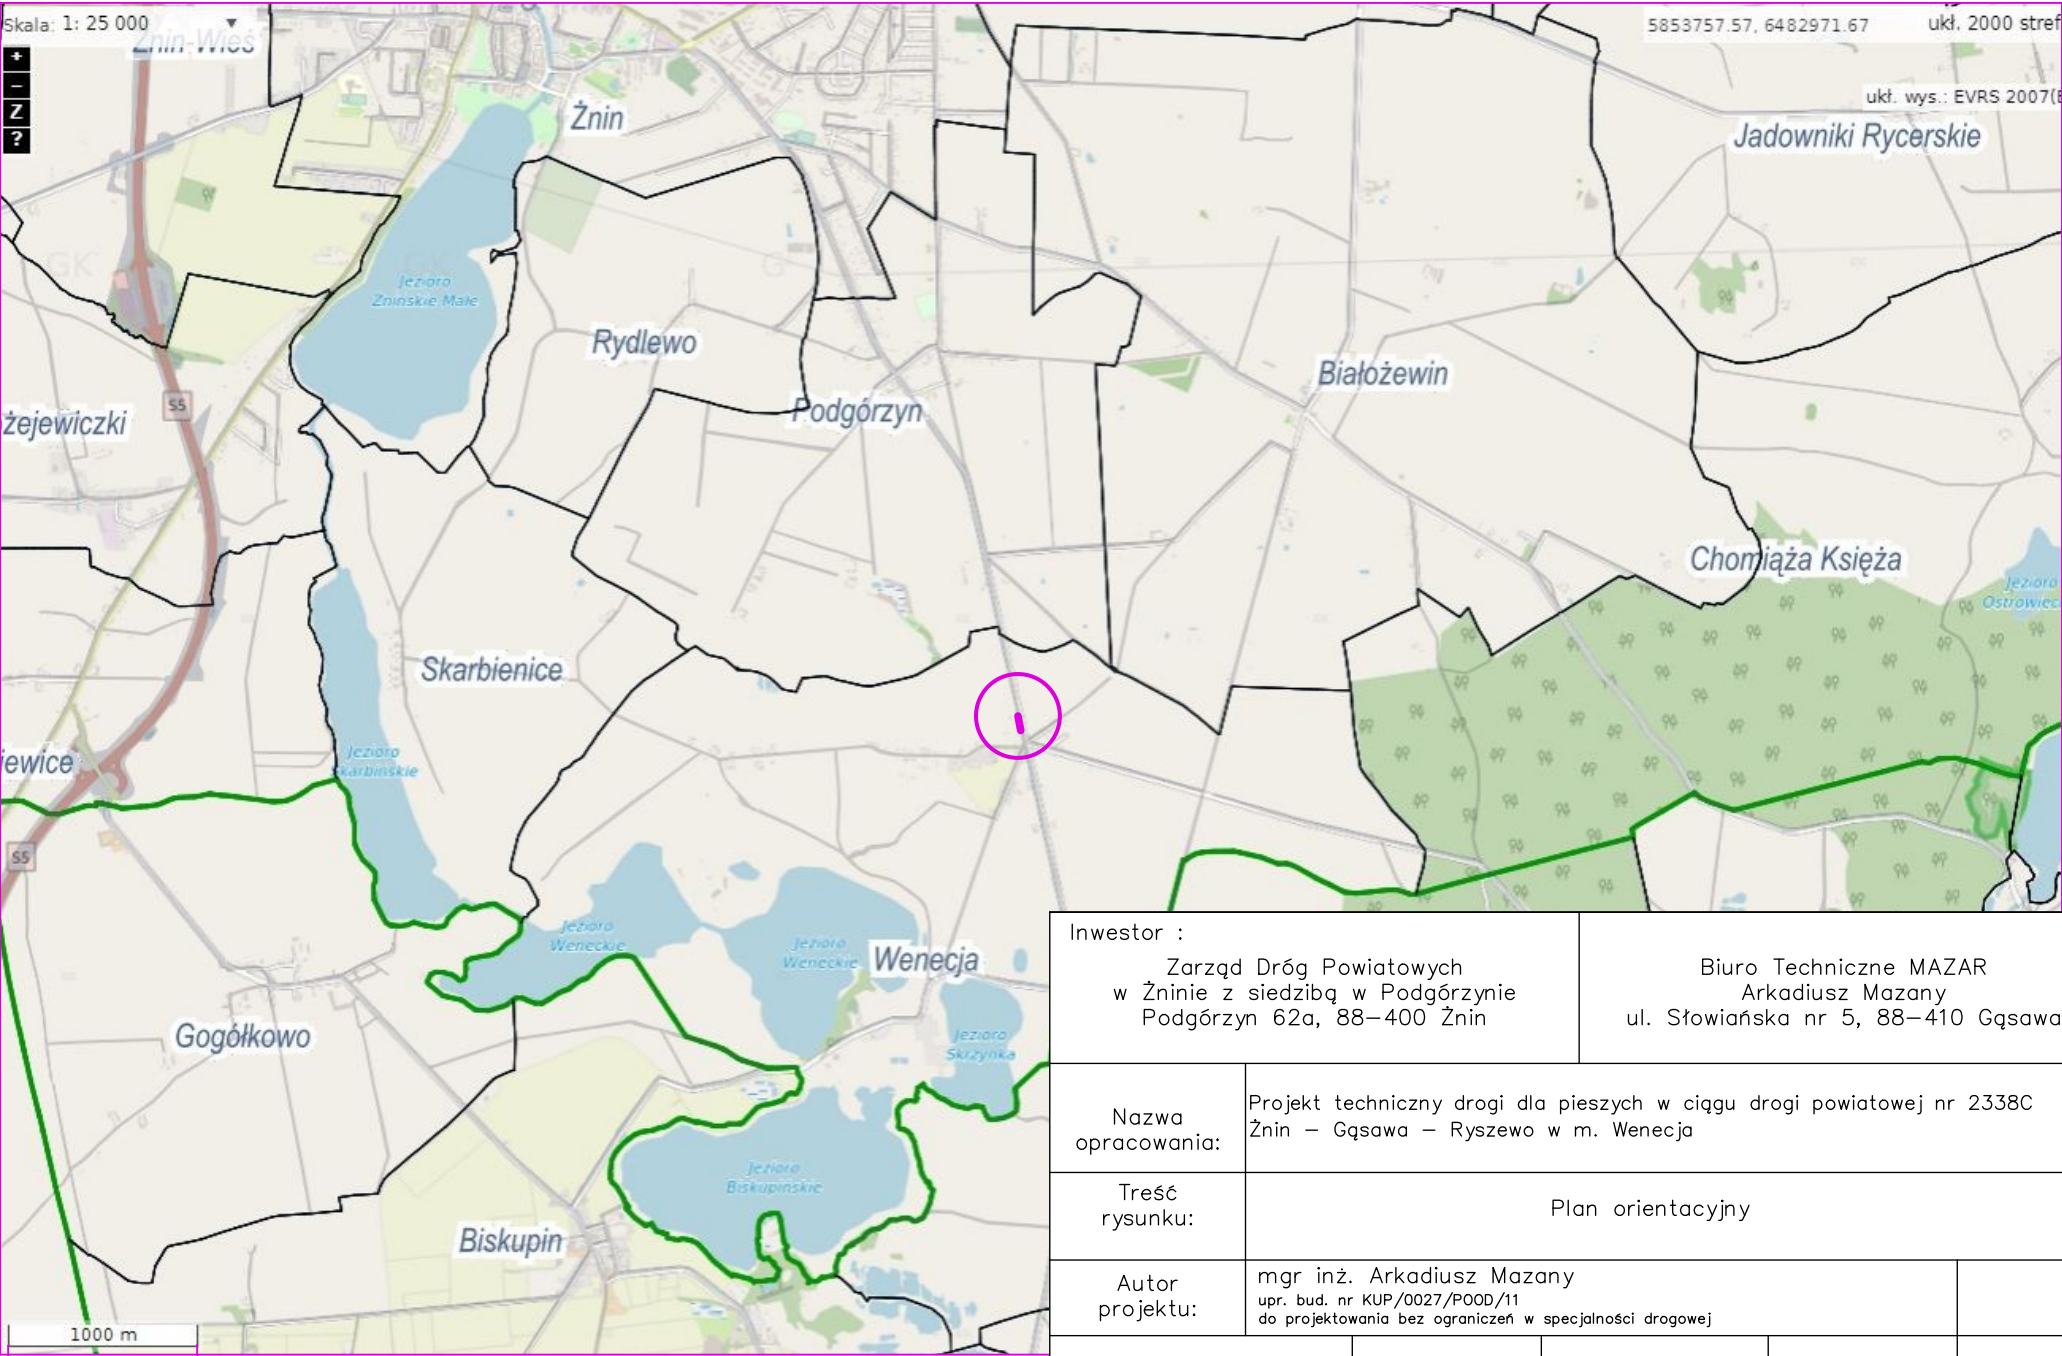 Skala: 1: 25 000
Żnin-Wieś
5853757.57, 6482971.67
ukł. 2000 stref
+
−
Z
?
ukł. wys.: EVRS 2007(
Żnin
Jadowniki Rycerskie
GK
GK
G
Jezioro
Żnińskie Małe
Rydlewo
Białożewin
S5
Podgórzyn
żejewiczki
Chomiąża Księża
Jezioro
Ostrowiec
Skarbienice
Jezioro
Skarbińskie
iewice
S5
Jezioro
Weneckie
Jezioro
Weneckie
Wenecja
Gogółkowo
Jezioro
Skrzynka
Jezioro
Biskupińskie
Biskupin
1000 m
Inwestor :
Zarząd Dróg Powiatowych
w Żninie z siedzibą w Podgórzynie
Podgórzyn 62a, 88–400 Żnin
Biuro Techniczne MAZAR
Arkadiusz Mazany
ul. Słowiańska nr 5, 88–410 Gąsawa
Nazwa
opracowania:
Projekt techniczny drogi dla pieszych w ciągu drogi powiatowej nr 2338C
Żnin – Gąsawa – Ryszewo w m. Wenecja
Treść
rysunku:
Plan orientacyjny
Autor
projektu:
mgr inż. Arkadiusz Mazany
upr. bud. nr KUP/0027/POOD/11
do projektowania bez ograniczeń w specjalności drogowej